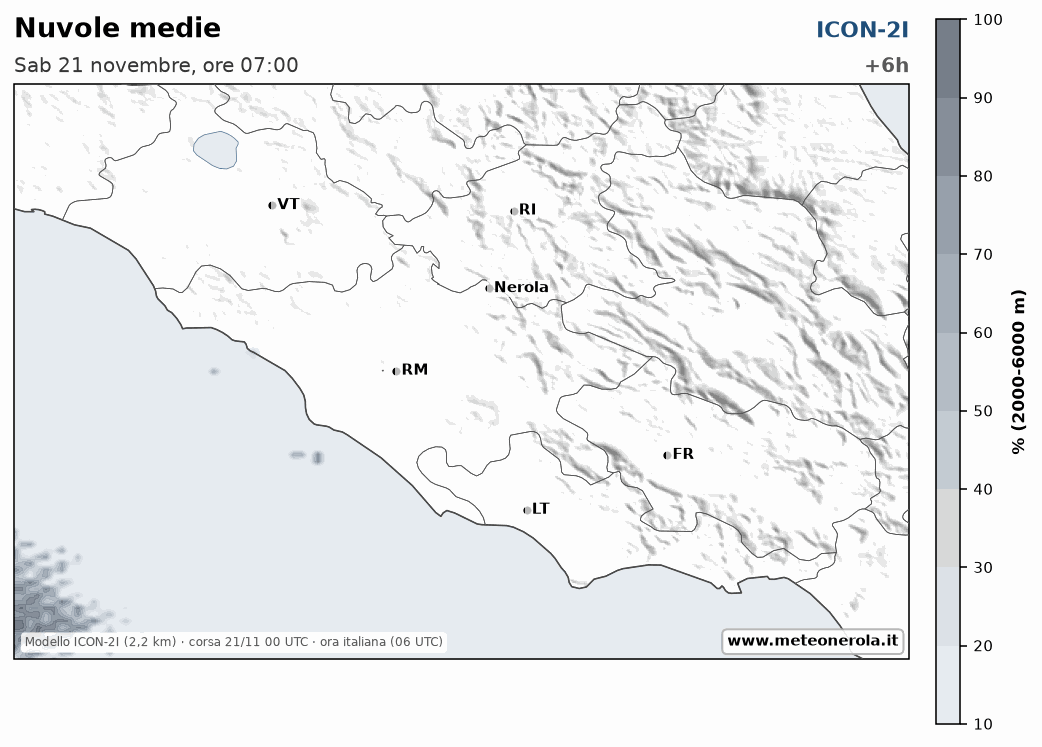 Nuvole medie
ICON-2I
Sab 21 novembre, ore 07:00
+6h
VT
RI
Nerola
RM
FR
LT
Modello ICON-2I (2,2 km) · corsa 21/11 00 UTC · ora italiana (06 UTC)
www.meteonerola.it
100
90
80
70
60
50
40
30
20
10
% (2000-6000 m)